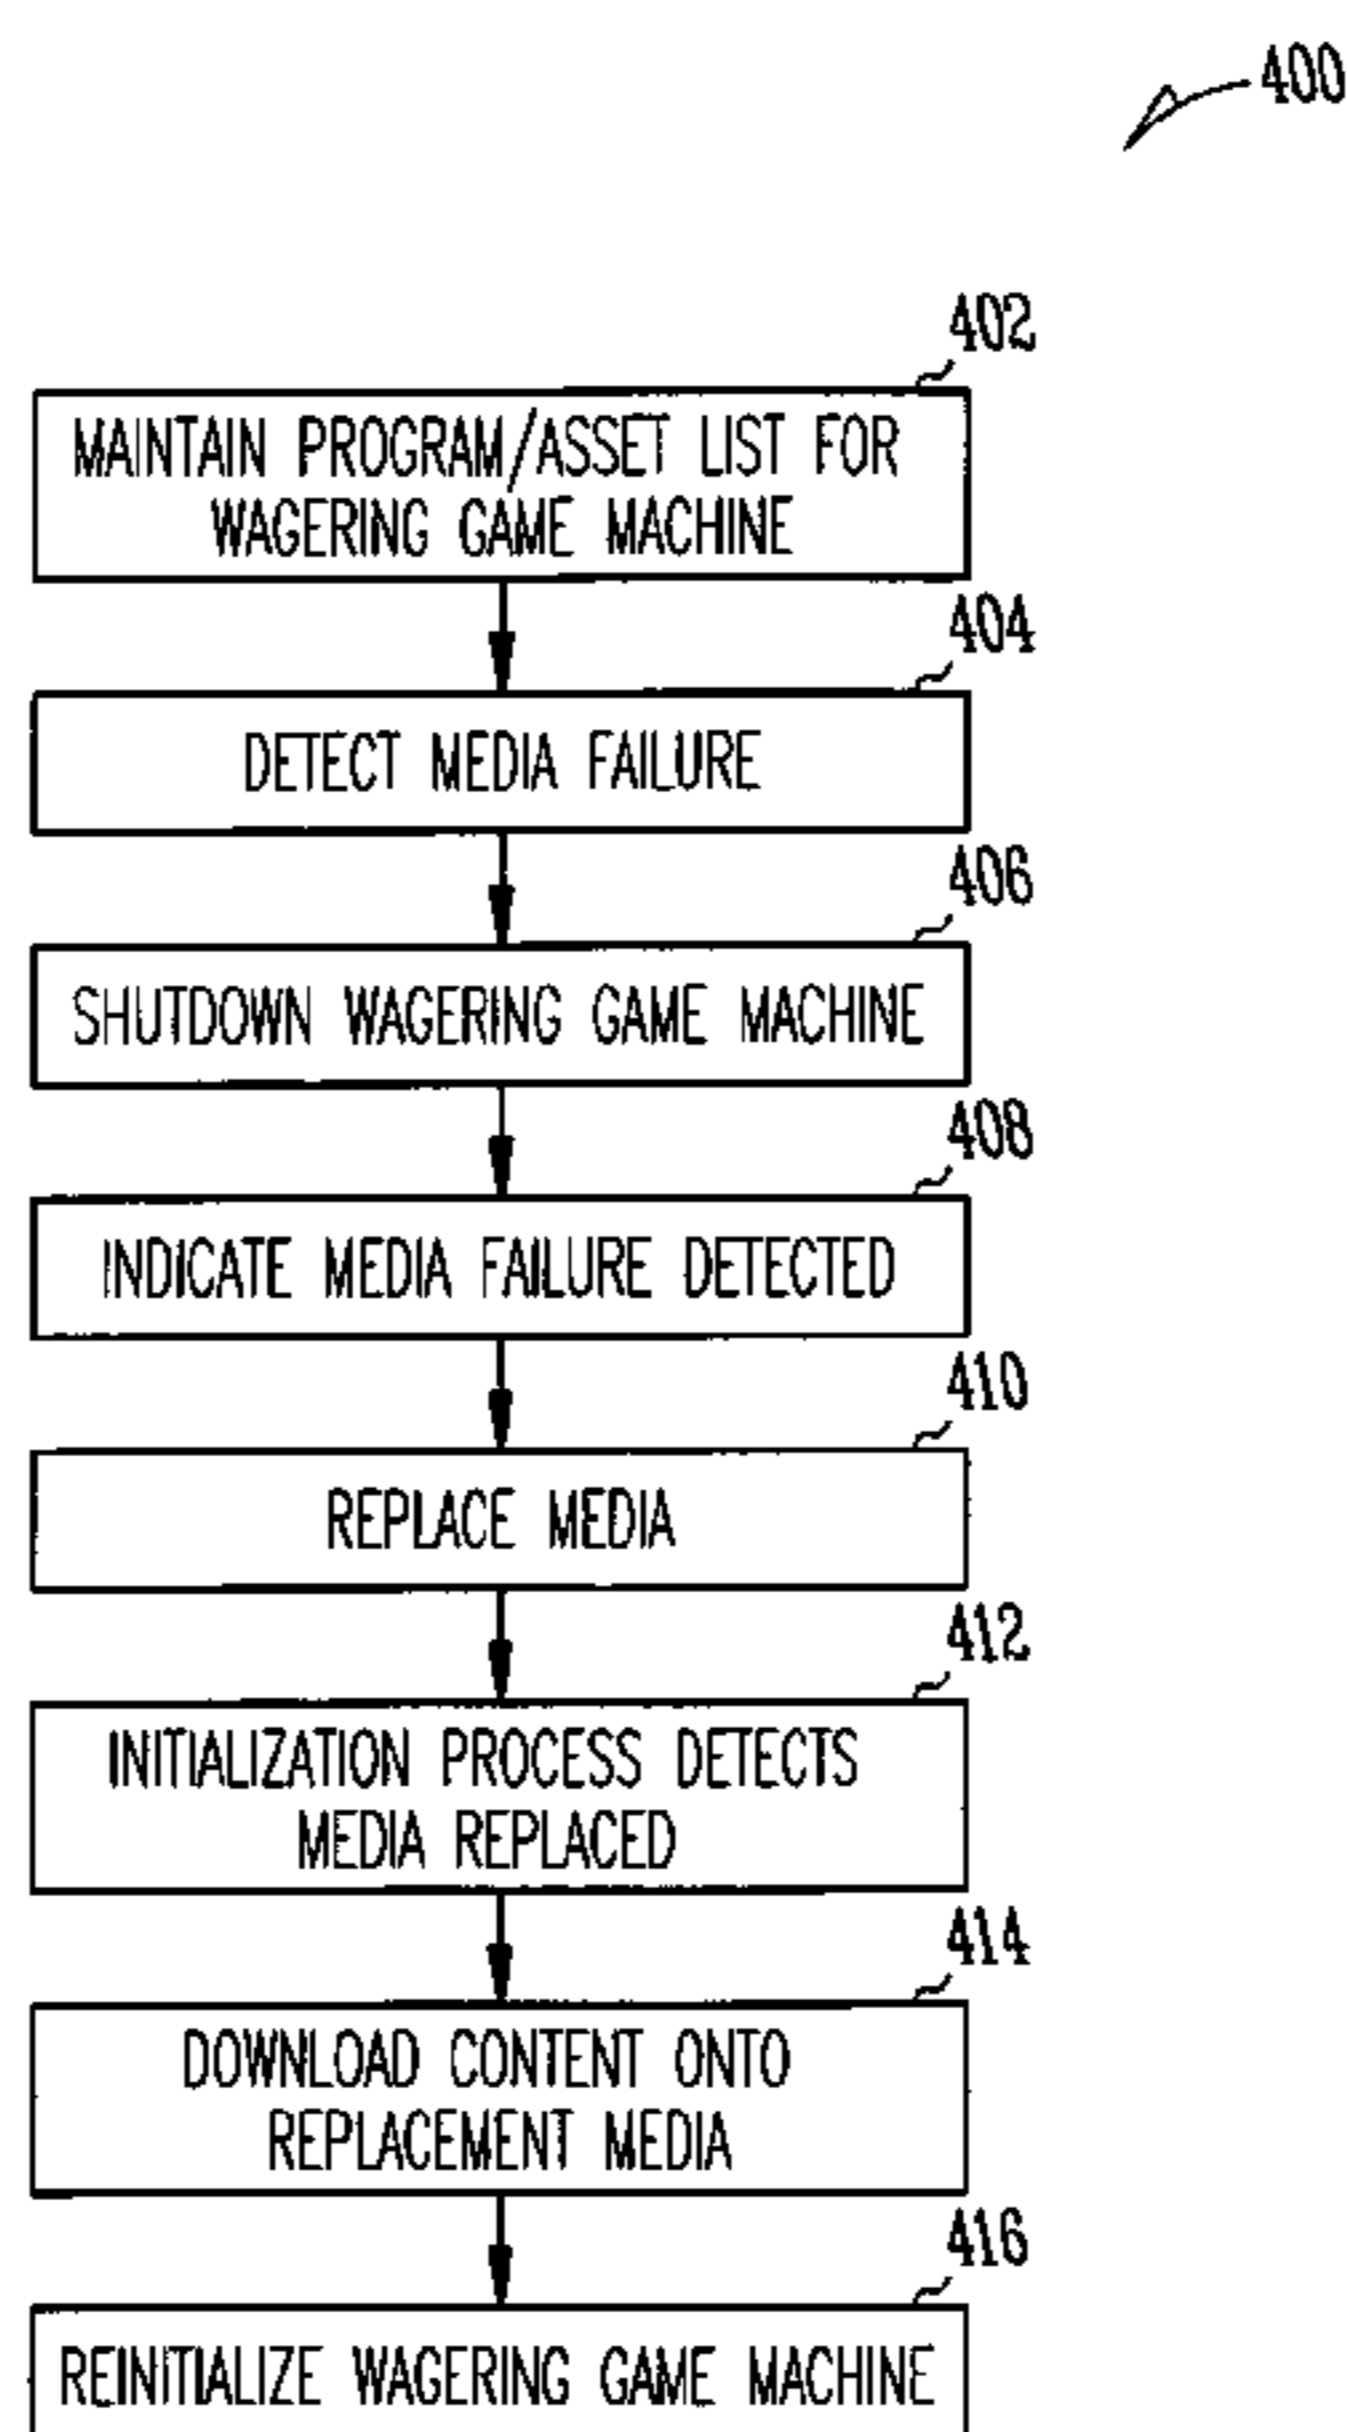 400
402
MAINTAIN PROGRAM/ASSET LIST FOR
WAGERING GAME MACHINE
404
DETECT MEDIA FAILURE
406
SHUTDOWN WAGERING GAME MACHINE
408
INDICATE MEDIA FAILURE DETECTED
410
REPLACE MEDIA
412
INITIALIZATION PROCESS DETECTS
MEDIA REPLACED
414
DOWNLOAD CONTENT ONTO
REPLACEMENT MEDIA
416
REINITIALIZE WAGERING GAME MACHINE